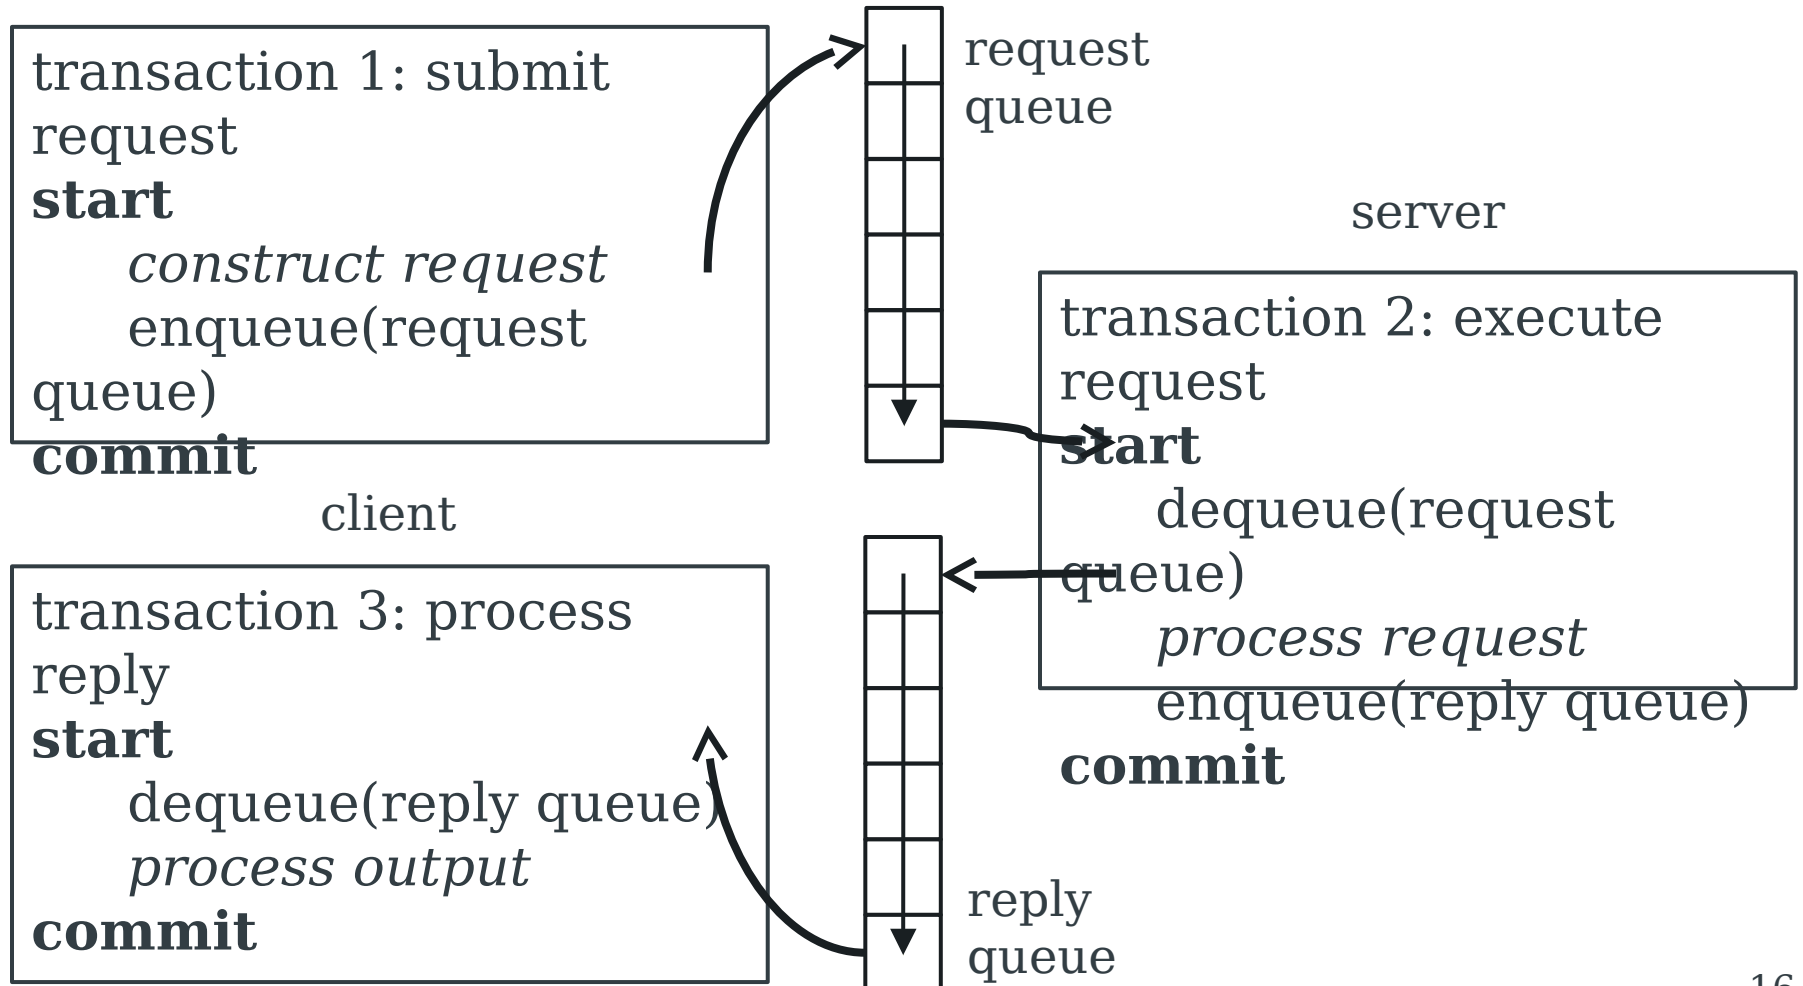 transaction 1: submit
request
start
construct request
enqueue(request
queue)
commit
request
queue
server
transaction 2: execute
request
start
dequeue(request
queue)
process request
enqueue(reply queue)
commit
client
transaction 3: process
reply
start
dequeue(reply queue)
process output
commit
reply
queue
16